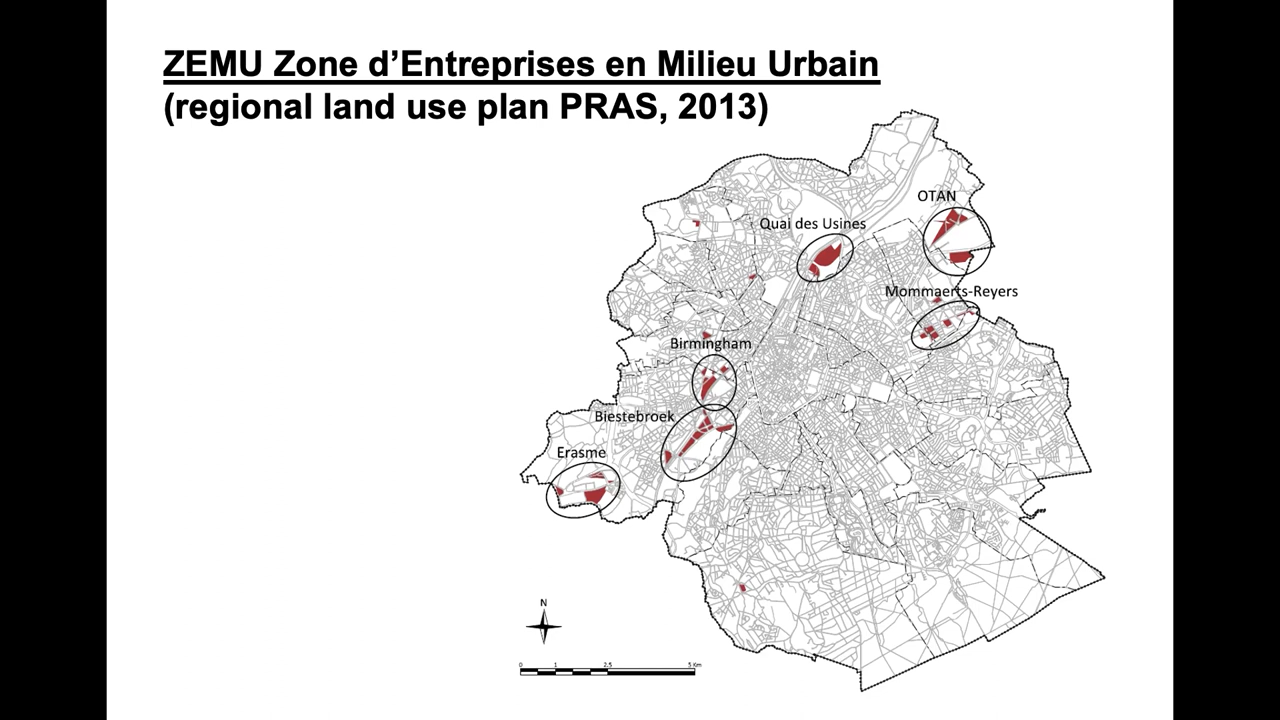 ZEMU Zone d’Entreprises en Milieu Urbain
(regional land use plan PRAS, 2013)
OTAN
Quai des Usines
Mommaerts-Reyers
Birmingham
Biestebroek
Erasme
N
0 1 2.5 5 Km